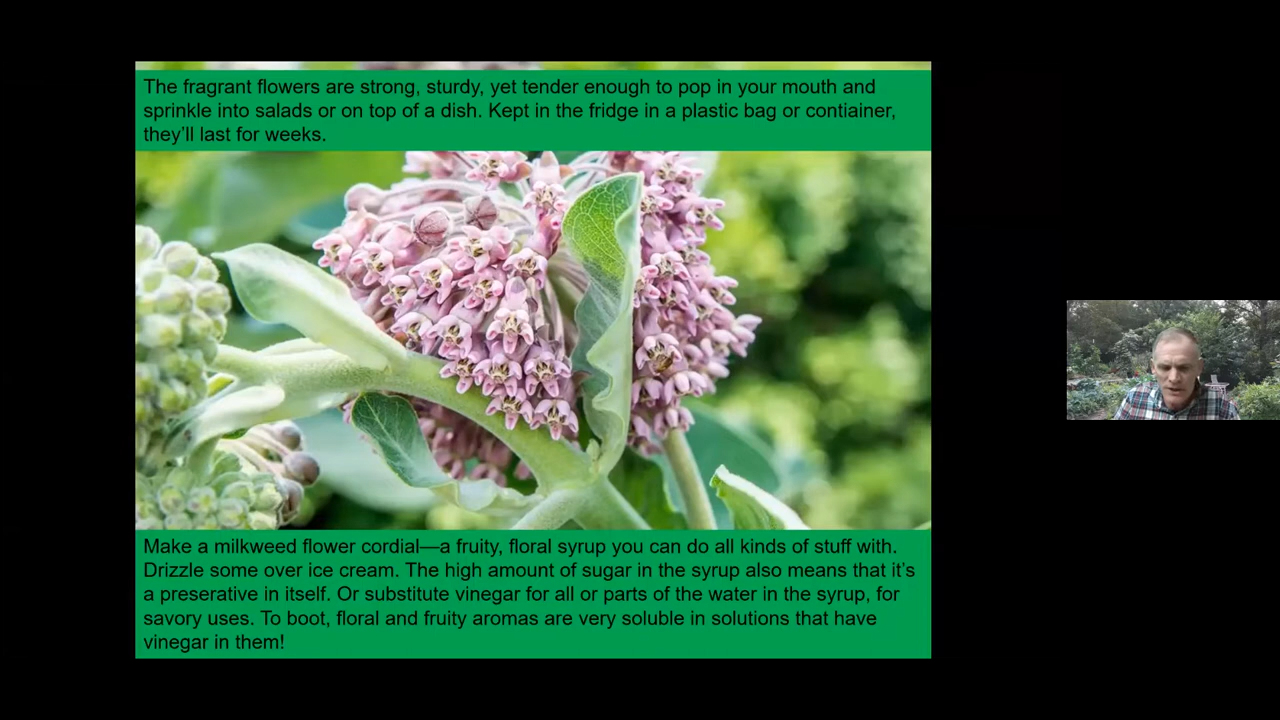 The fragrant flowers are strong, sturdy, yet tender enough to pop in your mouth and
sprinkle into salads or on top of a dish. Kept in the fridge in a plastic bag or contiainer,
they'll last for weeks.
Make a milkweed flower cordial—a fruity, floral syrup you can do all kinds of stuff with.
Drizzle some over ice cream. The high amount of sugar in the syrup also means that it's
a preserative in itself. Or substitute vinegar for all or parts of the water in the syrup, for
savory uses. To boot, floral and fruity aromas are very soluble in solutions that have
vinegar in them!